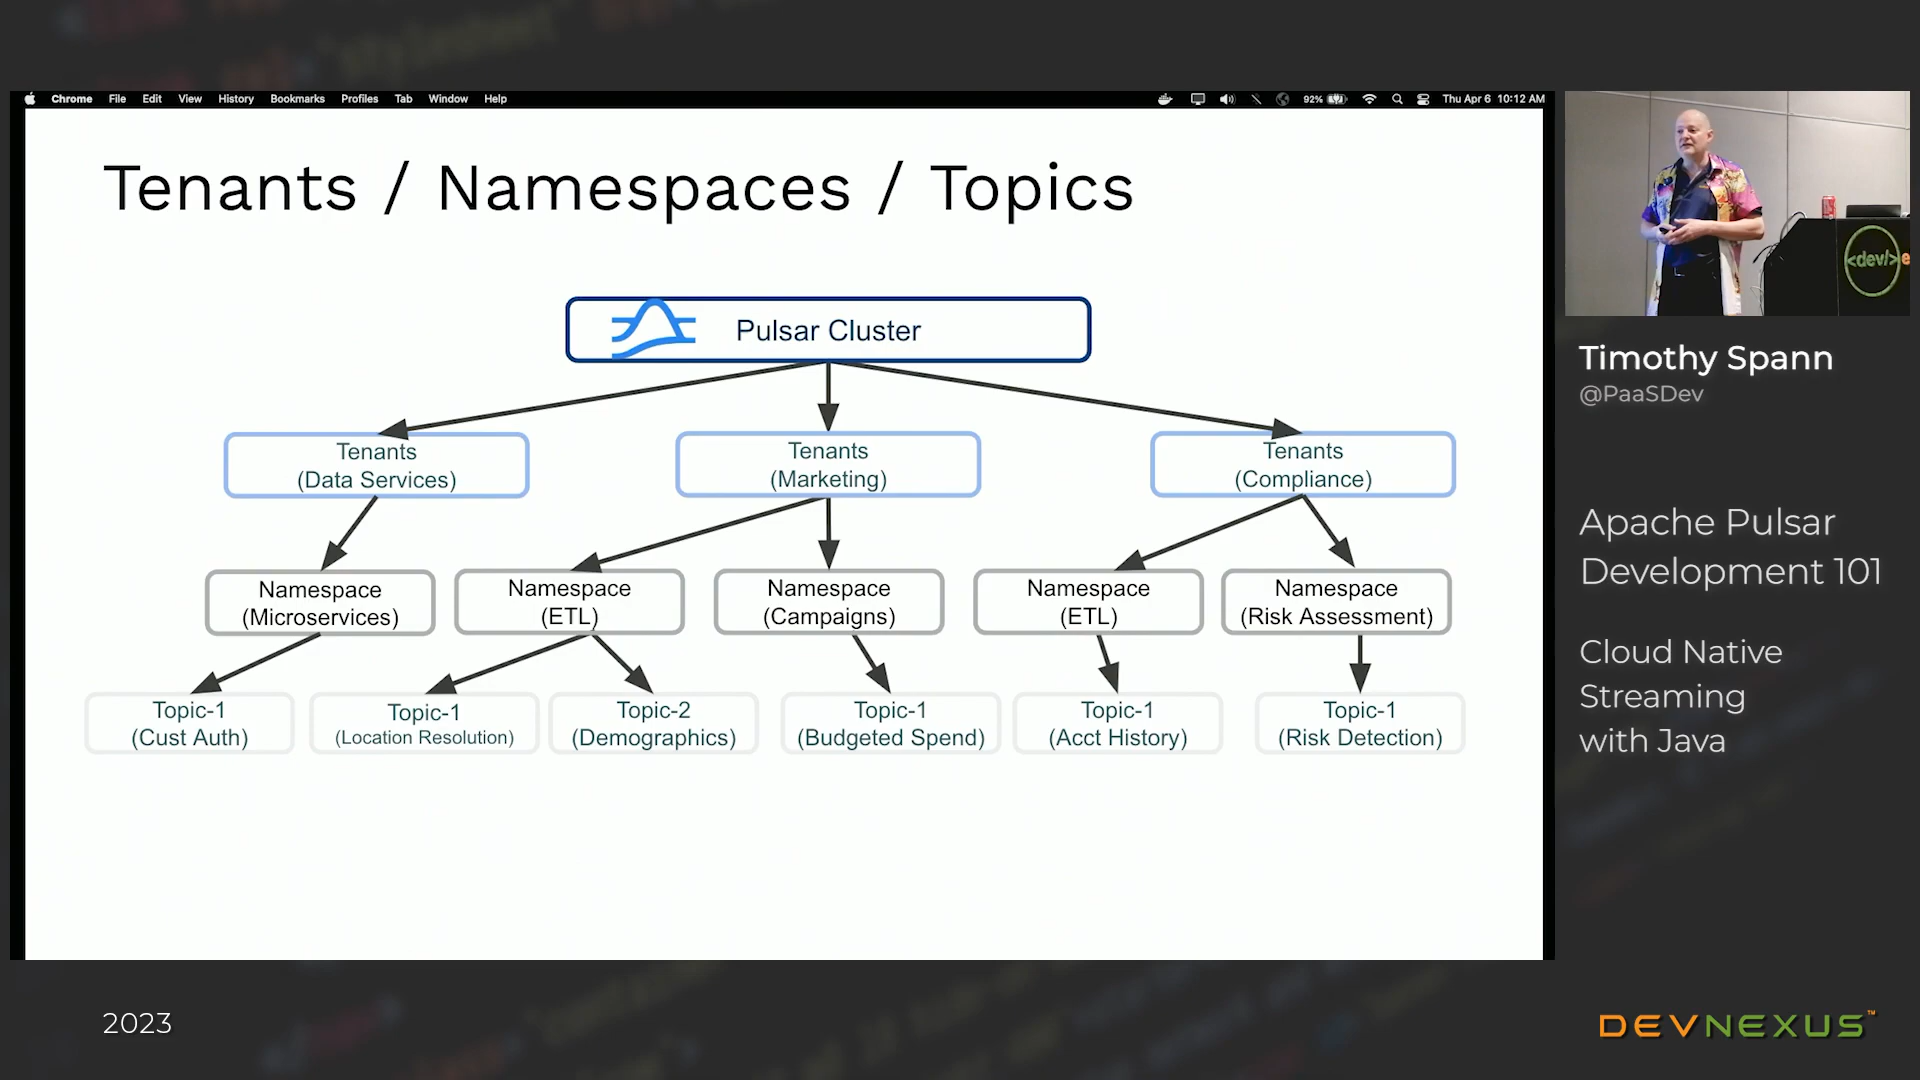 Chrome File Edit View History Bookmarks Profiles Tab Window Help
92% Thu Apr 6 10:12 AM
Tenants / Namespaces / Topics
Pulsar Cluster
Tenants
(Data Services)
Tenants
(Marketing)
Tenants
(Compliance)
Namespace
(Microservices)
Namespace
(ETL)
Namespace
(Campaigns)
Namespace
(ETL)
Namespace
(Risk Assessment)
Topic-1
(Cust Auth)
Topic-1
(Location Resolution)
Topic-2
(Demographics)
Topic-1
(Budgeted Spend)
Topic-1
(Acct History)
Topic-1
(Risk Detection)
<dev/>e
Timothy Spann
@PaaSDev
Apache Pulsar
Development 101
Cloud Native
Streaming
with Java
2023
DEVNEXUS™